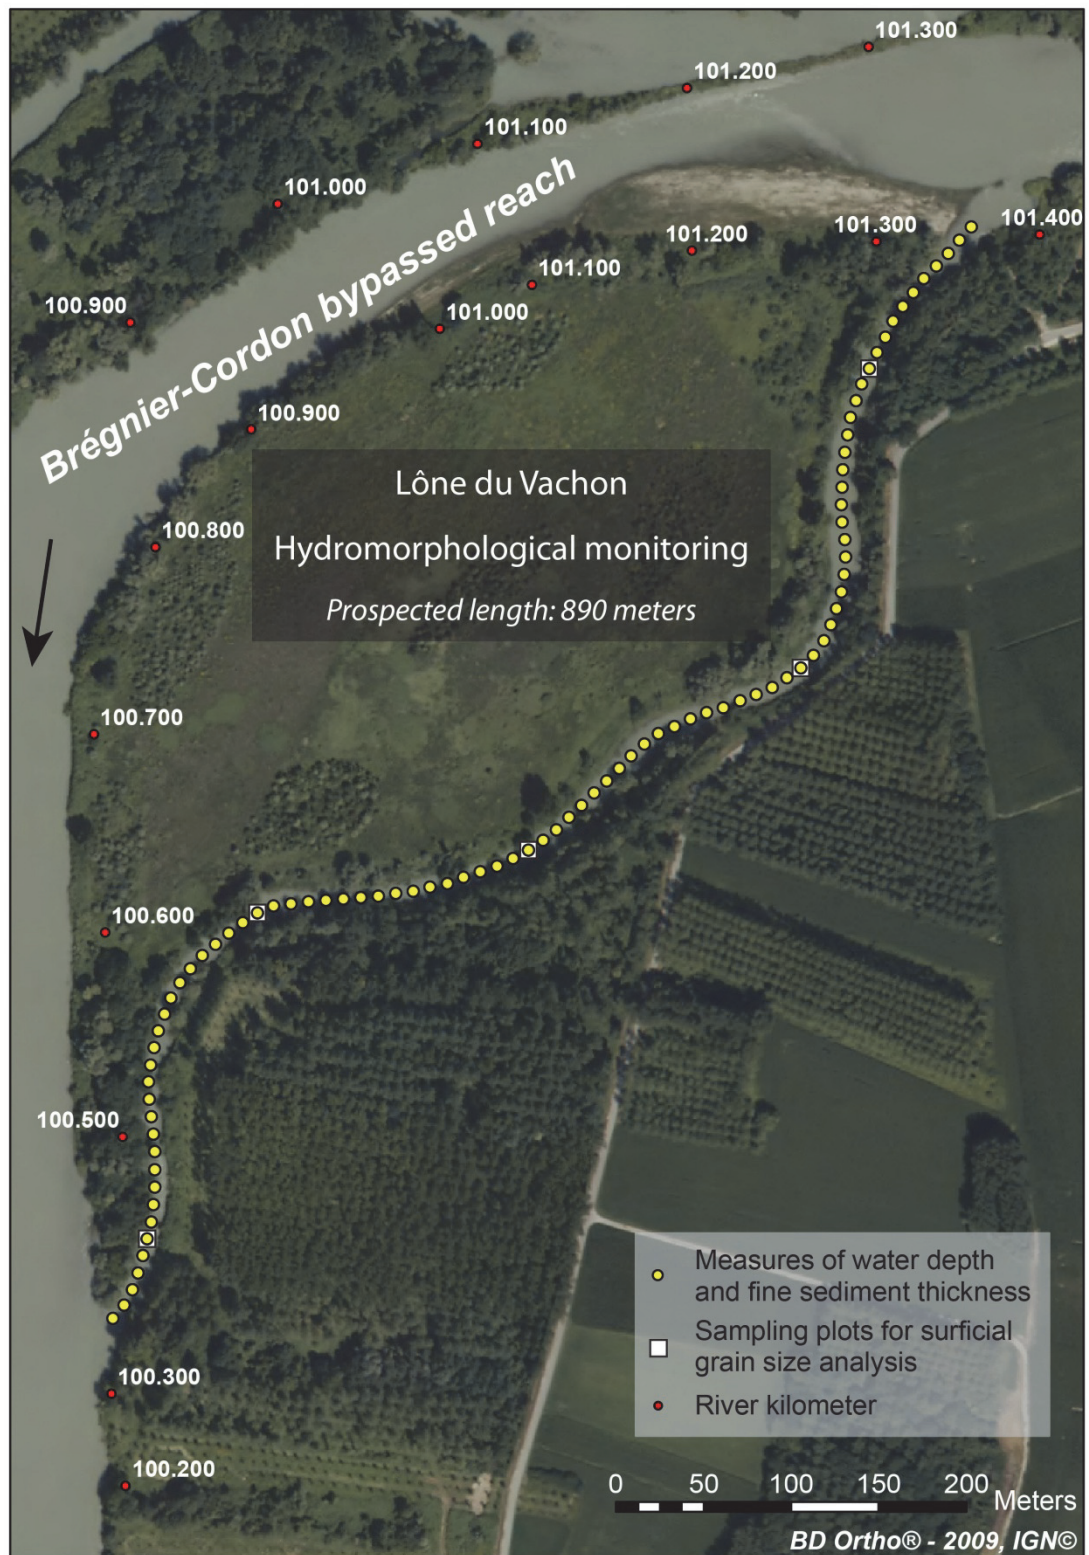 101.300
101.200
101.100
101.000
100.900
Brégnier-Cordon bypassed reach
101.400
101.300
101.200
101.100
101.000
100.900
100.800
100.700
100.600
100.500
100.300
100.200
Lône du Vachon
Hydromorphological monitoring
Prospected length: 890 meters
Measures of water depth
and fine sediment thickness
Sampling plots for surficial
grain size analysis
River kilometer
0 50 100 150 200
Meters
BD Ortho® - 2009, IGN©